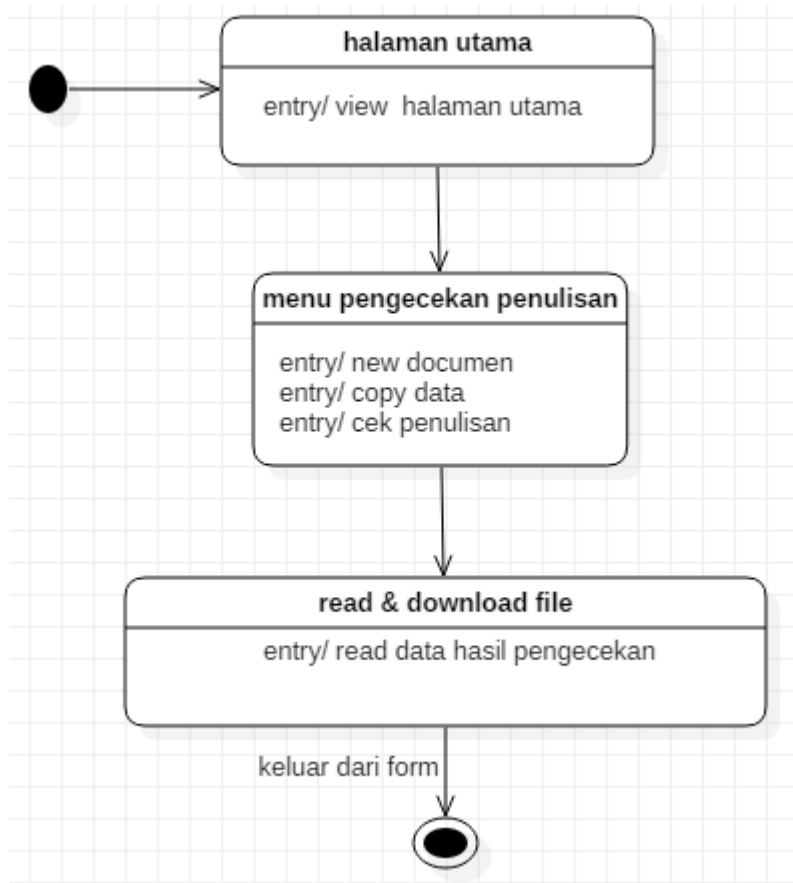 halaman utama
entry/ view  halaman utama
menu pengecekan penulisan
entry/ new documen
entry/ copy data
entry/ cek penulisan
read & download file
entry/ read data hasil pengecekan
keluar dari form